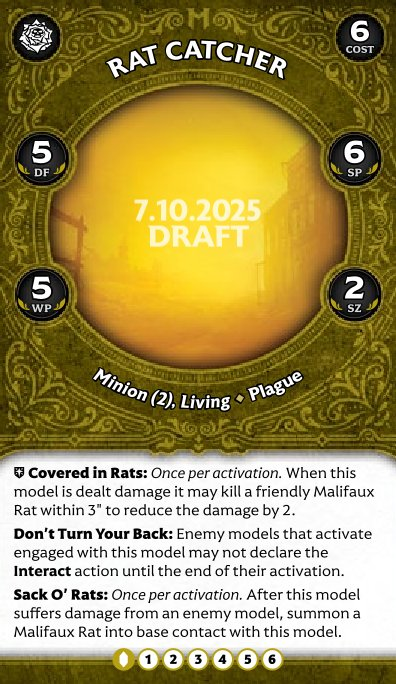 RAT CATCHER
6
COST
5
DF
6
SP
7.10.2025
DRAFT
5
WP
2
SZ
Minion (2), Living ♦ Plague
Covered in Rats: Once per activation. When this
model is dealt damage it may kill a friendly Malifaux
Rat within 3" to reduce the damage by 2.
Don't Turn Your Back: Enemy models that activate
engaged with this model may not declare the
Interact action until the end of their activation.
Sack O' Rats: Once per activation. After this model
suffers damage from an enemy model, summon a
Malifaux Rat into base contact with this model.
1 2 3 4 5 6